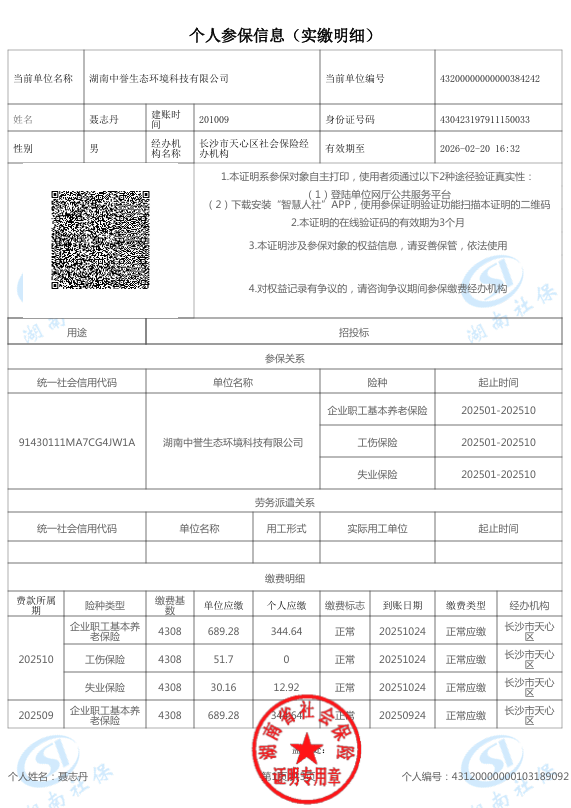 个人参保信息（实缴明细）
当前单位名称 湖南中誉生态环境科技有限公司 当前单位编号 43200000000000384242
姓名 聂志丹 建账时间 201009 身份证号码 430423197911150033
性别 男 经办机构名称 长沙市天心区社会保险经办机构 有效期至 2026-02-20 16:32
1.本证明系参保对象自主打印，使用者须通过以下2种途径验证真实性：
（1）登陆单位网厅公共服务平台
（2）下载安装“智慧人社”APP，使用参保证明验证功能扫描本证明的二维码
2.本证明的在线验证码的有效期为3个月
3.本证明涉及参保对象的权益信息，请妥善保管，依法使用
4.对权益记录有争议的，请咨询争议期间参保缴费经办机构
用途 招投标
参保关系
统一社会信用代码 单位名称 险种 起止时间
91430111MA7CG4JW1A 湖南中誉生态环境科技有限公司 企业职工基本养老保险 202501-202510
工伤保险 202501-202510
失业保险 202501-202510
劳务派遣关系
统一社会信用代码 单位名称 用工形式 实际用工单位 起止时间
缴费明细
费款所属期 险种类型 缴费基数 单位应缴 个人应缴 缴费标志 到账日期 缴费类型 经办机构
202510 企业职工基本养老保险 4308 689.28 344.64 正常 20251024 正常应缴 长沙市天心区
工伤保险 4308 51.7 0 正常 20251024 正常应缴 长沙市天心区
失业保险 4308 30.16 12.92 正常 20251024 正常应缴 长沙市天心区
202509 企业职工基本养老保险 4308 689.28 344.64 正常 20250924 正常应缴 长沙市天心区
湖南省社会保险
证明专用章
个人姓名：聂志丹 个人编号：43120000000103189092
湖南社保
湖南社保
湖南社保
湖南社保